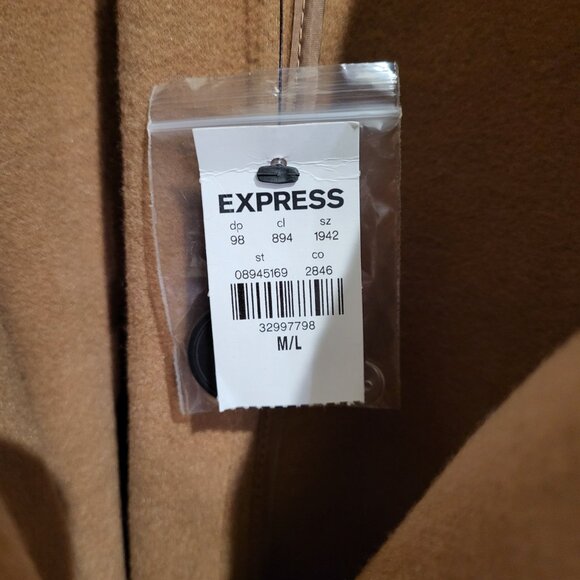 EXPRESS
dp cl sz
98 894 1942
st co
08945169 2846
32997798
M/L